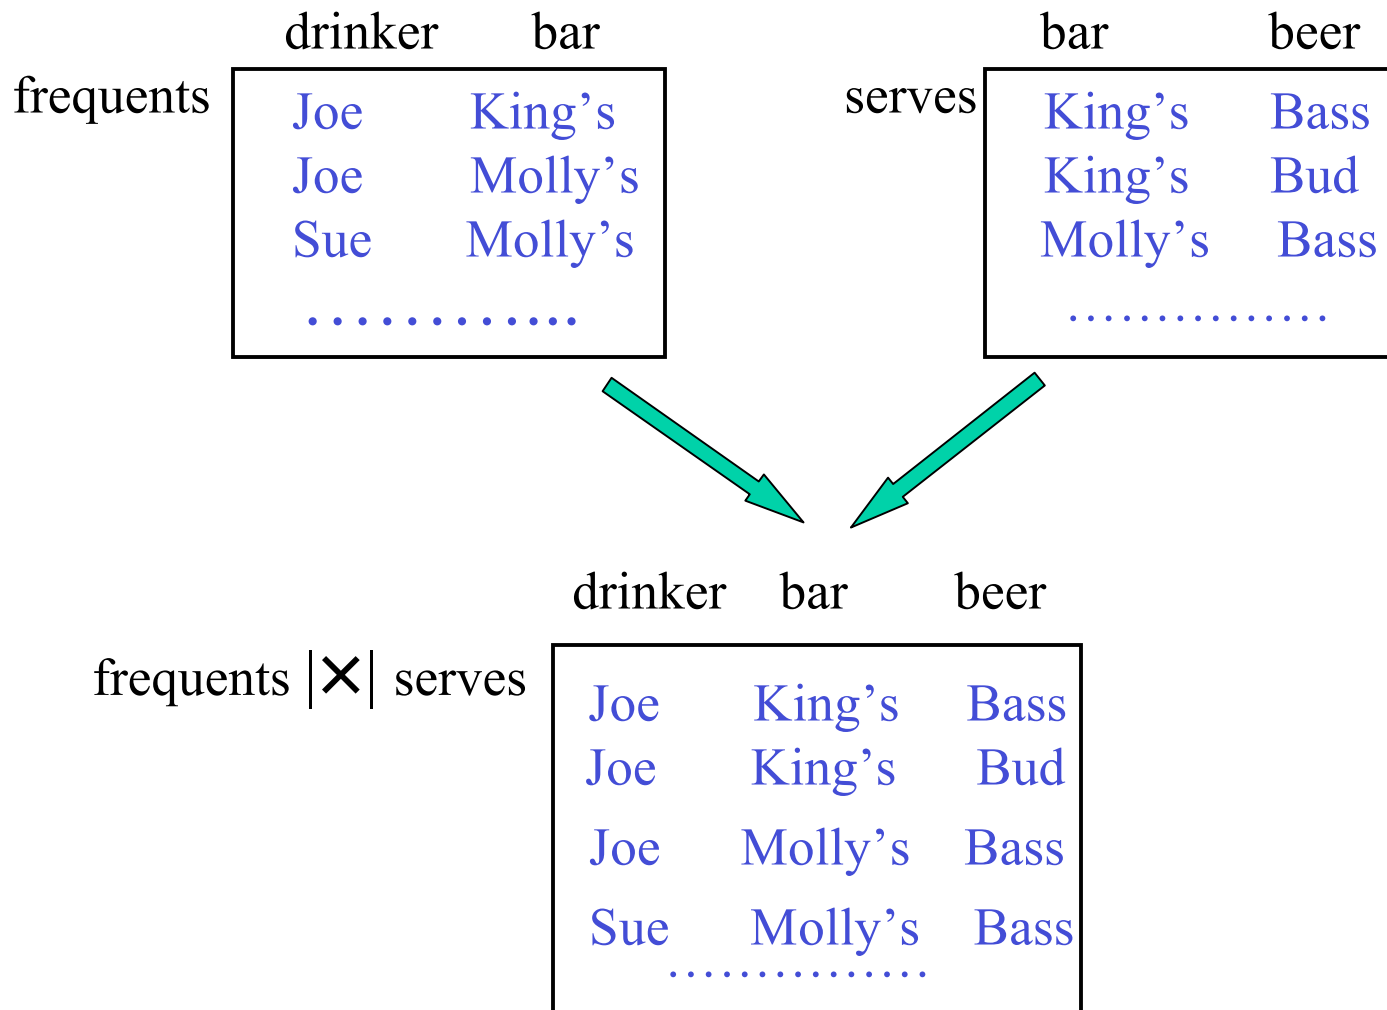 drinker bar
frequents
Joe King’s
Joe Molly’s
Sue Molly’s
…………..
bar beer
serves
King’s Bass
King’s Bud
Molly’s Bass
……………
drinker bar beer
frequents |×| serves
Joe King’s Bass
Joe King’s Bud
Joe Molly’s Bass
Sue Molly’s Bass
……………